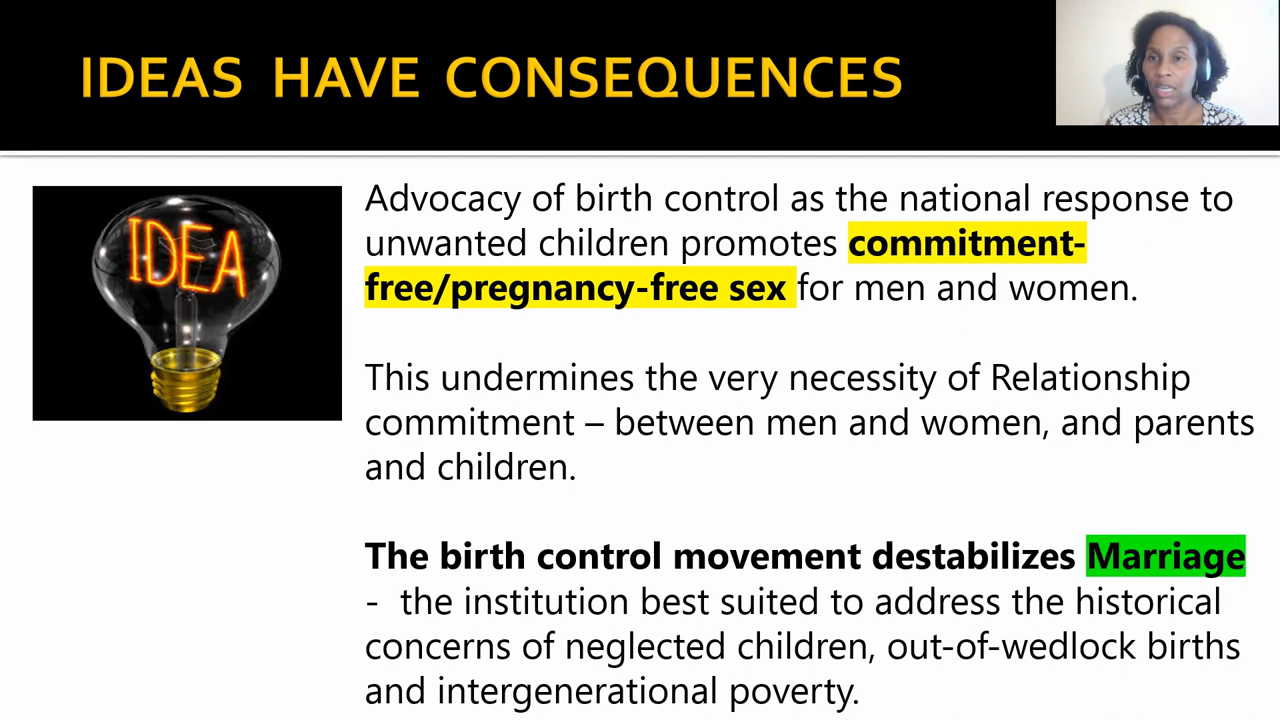 IDEAS HAVE CONSEQUENCES
IDEA
Advocacy of birth control as the national response to
unwanted children promotes commitment-
free/pregnancy-free sex for men and women.
This undermines the very necessity of Relationship
commitment – between men and women, and parents
and children.
The birth control movement destabilizes Marriage
- the institution best suited to address the historical
concerns of neglected children, out-of-wedlock births
and intergenerational poverty.